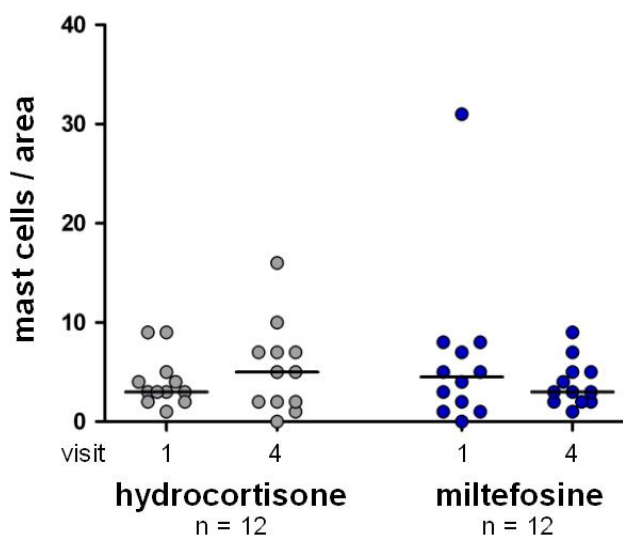 mast cells / area
40
30
20
10
0
visit 1 4 1 4
hydrocortisone miltefosine
n = 12 n = 12